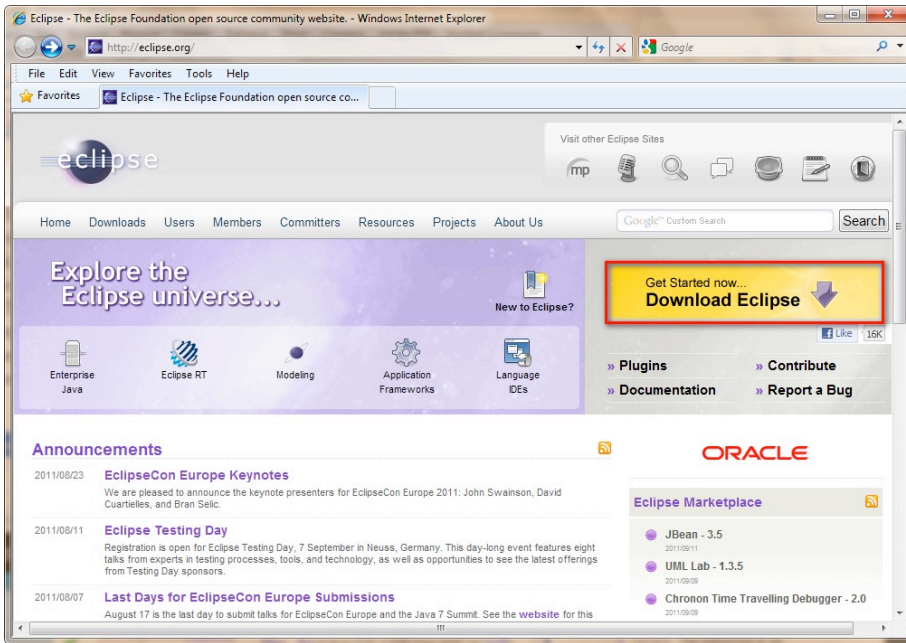 Eclipse - The Eclipse Foundation open source community website. - Windows Internet Explorer
http://eclipse.org/
Google
File Edit View Favorites Tools Help
Favorites
Eclipse - The Eclipse Foundation open source co...
eclipse
Visit other Eclipse Sites
mp
Home Downloads Users Members Committers Resources Projects About Us
Google™ Custom Search
Search
Explore the
Eclipse universe...
New to Eclipse?
Get Started now...
Download Eclipse
Like 16K
Enterprise
Java
Eclipse RT
Modeling
Application
Frameworks
Language
IDEs
» Plugins
» Contribute
» Documentation
» Report a Bug
Announcements
2011/08/23 EclipseCon Europe Keynotes
We are pleased to announce the keynote presenters for EclipseCon Europe 2011: John Swainson, David
Cuartielles, and Bran Selic.
2011/08/11 Eclipse Testing Day
Registration is open for Eclipse Testing Day, 7 September in Neuss, Germany. This day-long event features eight
talks from experts in testing processes, tools, and technology, as well as opportunities to see the latest offerings
from Testing Day sponsors.
2011/08/07 Last Days for EclipseCon Europe Submissions
August 17 is the last day to submit talks for EclipseCon Europe and the Java 7 Summit. See the website for this
ORACLE
Eclipse Marketplace
JBean - 3.5
2011/09/11
UML Lab - 1.3.5
2011/09/09
Chronon Time Travelling Debugger - 2.0
2011/09/09